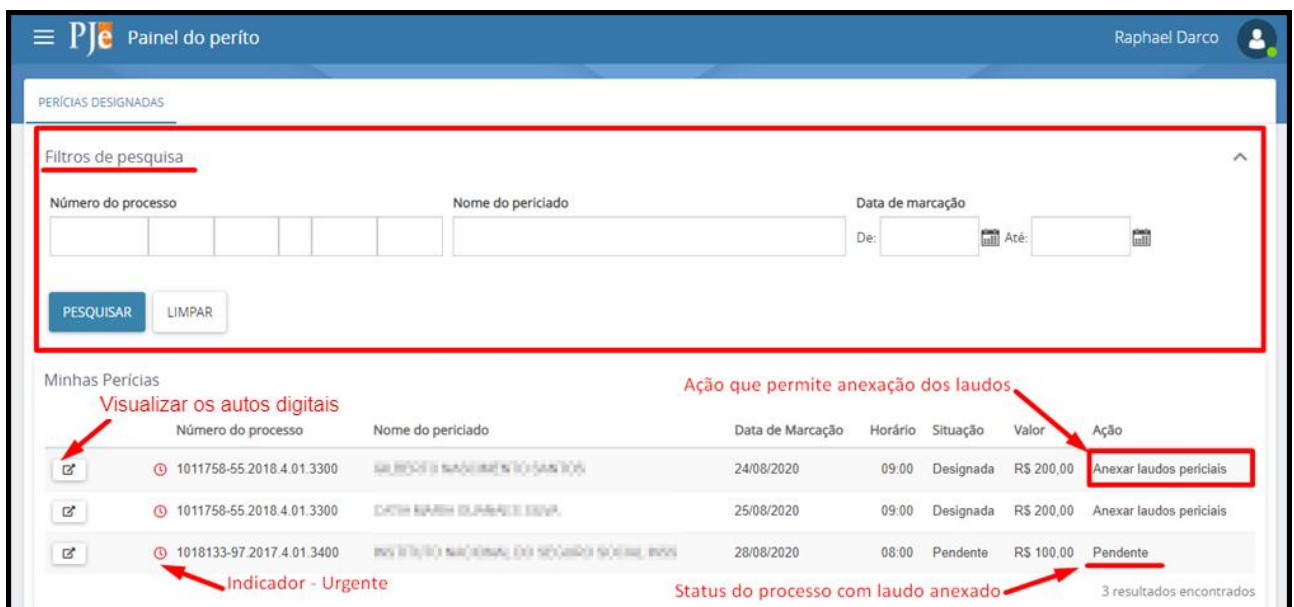 PJe Painel do períto Raphael Darco
PERÍCIAS DESIGNADAS
Filtros de pesquisa
Número do processo Nome do periciado Data de marcação
De: Até:
PESQUISAR LIMPAR
Minhas Perícias
Ação que permite anexação dos laudos
Visualizar os autos digitais
Número do processo Nome do periciado Data de Marcação Horário Situação Valor Ação
1011758-55.2018.4.01.3300 24/08/2020 09:00 Designada R$ 200,00 Anexar laudos periciais
1011758-55.2018.4.01.3300 25/08/2020 09:00 Designada R$ 200,00 Anexar laudos periciais
1018133-97.2017.4.01.3400 28/08/2020 08:00 Pendente R$ 100,00 Pendente
Indicador - Urgente
Status do processo com laudo anexado
3 resultados encontrados